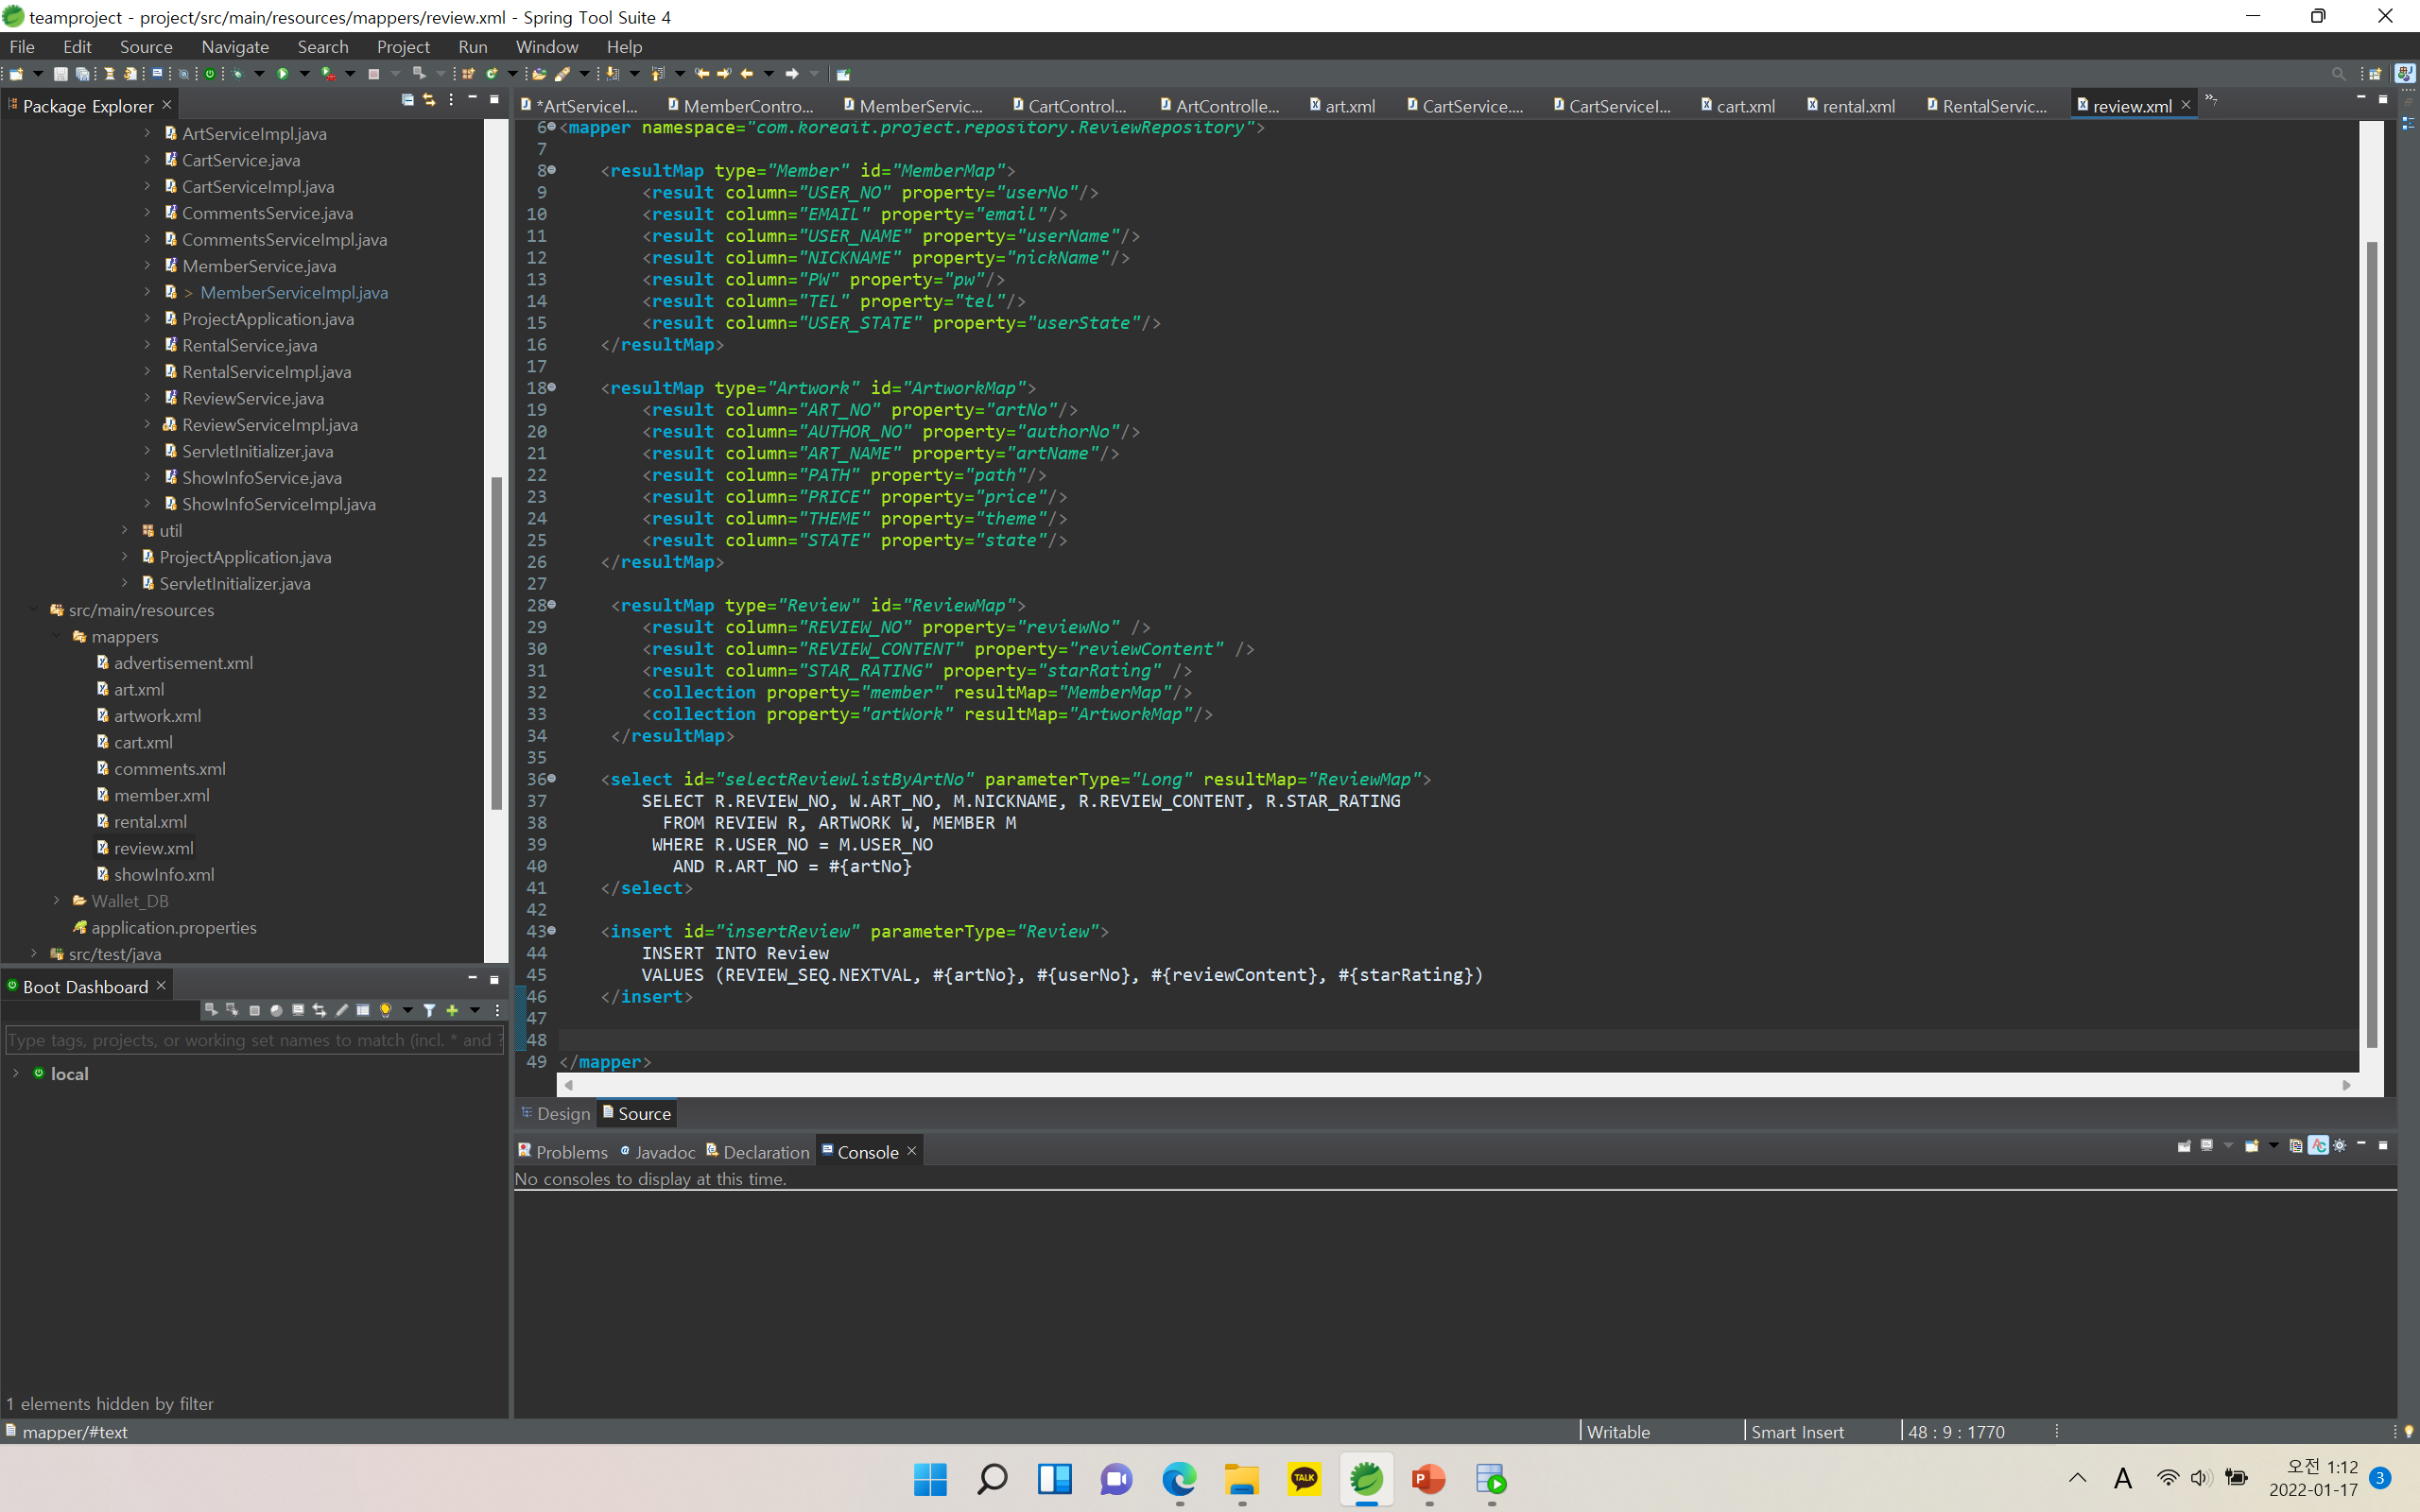 teamproject - project/src/main/resources/mappers/review.xml - Spring Tool Suite 4
File Edit Source Navigate Search Project Run Window Help
Package Explorer
ArtServiceImpl.java
CartService.java
CartServiceImpl.java
CommentsService.java
CommentsServiceImpl.java
MemberService.java
> MemberServiceImpl.java
ProjectApplication.java
RentalService.java
RentalServiceImpl.java
ReviewService.java
ReviewServiceImpl.java
ServletInitializer.java
ShowInfoService.java
ShowInfoServiceImpl.java
util
ProjectApplication.java
ServletInitializer.java
src/main/resources
mappers
advertisement.xml
art.xml
artwork.xml
cart.xml
comments.xml
member.xml
rental.xml
review.xml
showInfo.xml
Wallet_DB
application.properties
src/test/java
Boot Dashboard
Type tags, projects, or working set names to match (incl. * and ?
local
1 elements hidden by filter
*ArtServiceI... MemberContro... MemberServic... CartControl... ArtControlle... art.xml CartService.... CartServiceI... cart.xml rental.xml RentalServic... review.xml »7
6 <mapper namespace="com.koreait.project.repository.ReviewRepository">
7
8 <resultMap type="Member" id="MemberMap">
9 <result column="USER_NO" property="userNo"/>
10 <result column="EMAIL" property="email"/>
11 <result column="USER_NAME" property="userName"/>
12 <result column="NICKNAME" property="nickName"/>
13 <result column="PW" property="pw"/>
14 <result column="TEL" property="tel"/>
15 <result column="USER_STATE" property="userState"/>
16 </resultMap>
17
18 <resultMap type="Artwork" id="ArtworkMap">
19 <result column="ART_NO" property="artNo"/>
20 <result column="AUTHOR_NO" property="authorNo"/>
21 <result column="ART_NAME" property="artName"/>
22 <result column="PATH" property="path"/>
23 <result column="PRICE" property="price"/>
24 <result column="THEME" property="theme"/>
25 <result column="STATE" property="state"/>
26 </resultMap>
27
28 <resultMap type="Review" id="ReviewMap">
29 <result column="REVIEW_NO" property="reviewNo" />
30 <result column="REVIEW_CONTENT" property="reviewContent" />
31 <result column="STAR_RATING" property="starRating" />
32 <collection property="member" resultMap="MemberMap"/>
33 <collection property="artWork" resultMap="ArtworkMap"/>
34 </resultMap>
35
36 <select id="selectReviewListByArtNo" parameterType="Long" resultMap="ReviewMap">
37 SELECT R.REVIEW_NO, W.ART_NO, M.NICKNAME, R.REVIEW_CONTENT, R.STAR_RATING
38 FROM REVIEW R, ARTWORK W, MEMBER M
39 WHERE R.USER_NO = M.USER_NO
40 AND R.ART_NO = #{artNo}
41 </select>
42
43 <insert id="insertReview" parameterType="Review">
44 INSERT INTO Review
45 VALUES (REVIEW_SEQ.NEXTVAL, #{artNo}, #{userNo}, #{reviewContent}, #{starRating})
46 </insert>
47
48
49 </mapper>
Design Source
Problems Javadoc Declaration Console
No consoles to display at this time.
mapper/#text Writable Smart Insert 48 : 9 : 1770
TALK
A 오전 1:12
2022-01-17 3